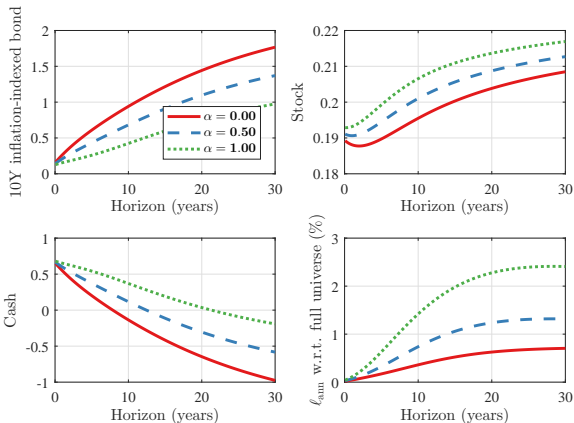 10Y inflation-indexed bond
2
1.5
1
0.5
0
0 10 20 30
Horizon (years)
α = 0.00
α = 0.50
α = 1.00
Stock
0.22
0.21
0.2
0.19
0.18
0 10 20 30
Horizon (years)
Cash
1
0.5
0
-0.5
-1
0 10 20 30
Horizon (years)
ℓann w.r.t. full universe (%)
3
2
1
0
0 10 20 30
Horizon (years)